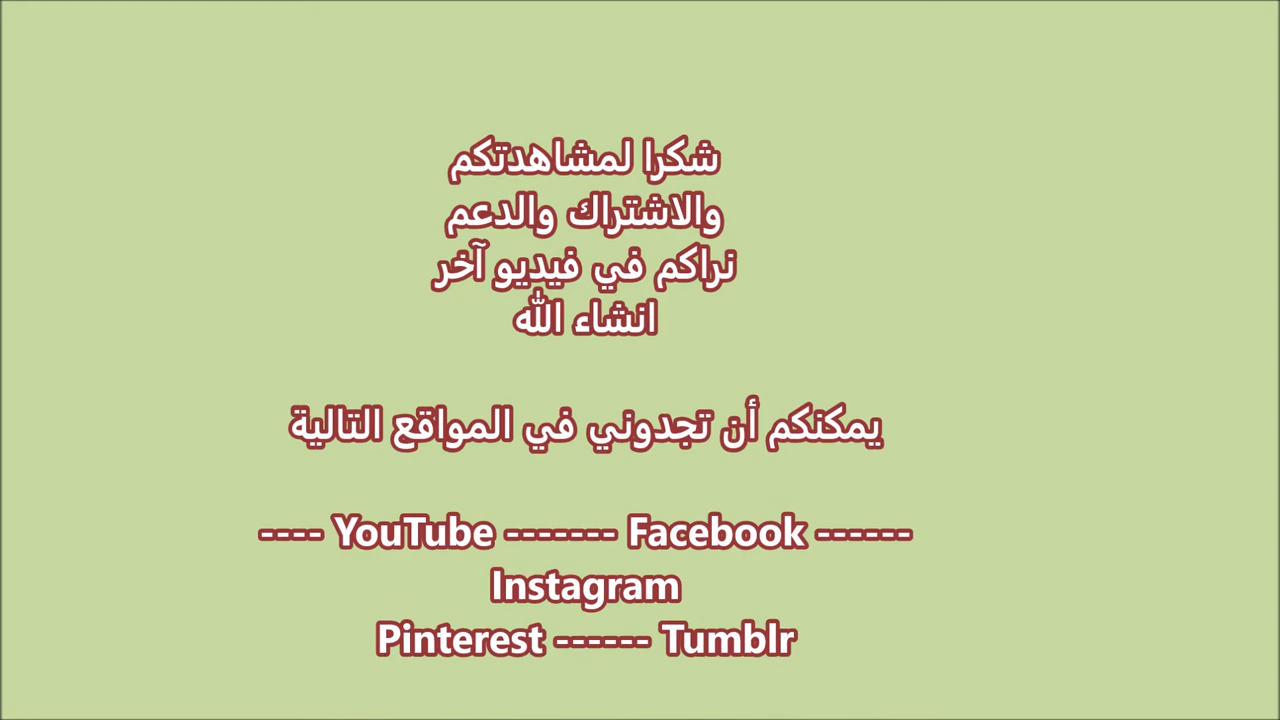 شكرا لمشاهدتكم
والاشتراك والدعم
نراكم في فيديو آخر
انشاء الله
يمكنكم أن تجدوني في المواقع التالية
---- YouTube ------- Facebook ------
Instagram
Pinterest ------ Tumblr